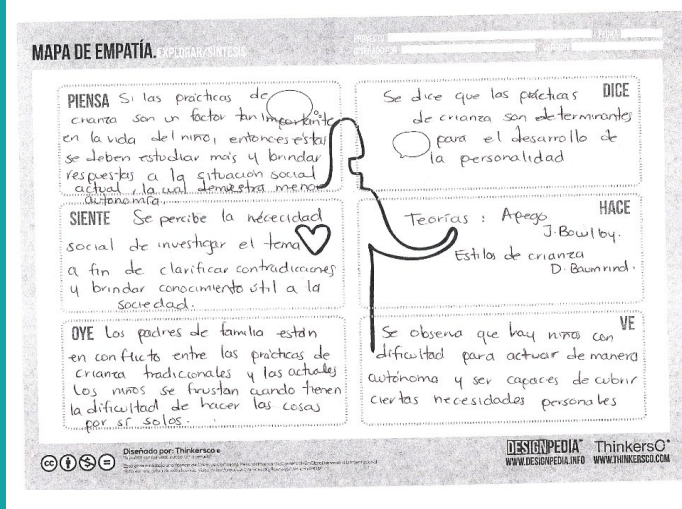 MAPA DE EMPATÍA. EXPLORAR/SÍNTESIS
PIENSA Si las prácticas de
crianza son un factor tan importante
en la vida del niño, entonces éstas
se deben estudiar más y brindar
respuestas a la situación social
actual, la cual demuestra menor
autonomía.
DICE
Se dice que las prácticas
de crianza son determinantes
para el desarrollo de
la personalidad
SIENTE Se percibe la nececidad
social de investigar el tema
a fin de clarificar contradicciones
y brindar conocimiento útil a la
sociedad.
HACE
Teorías: Apego
J. Bowlby.
Estilos de crianza
D. Baumrind.
OYE Los padres de familia están
en conflicto entre las prácticas de
crianza tradicionales y las actuales
Los niños se frustan cuando tienen
la dificultad de hacer las cosas
por sí solos.
VE
Se observa que hay niños con
dificultad para actuar de manera
autónoma y ser capaces de cubrir
ciertas necesidades personales
Diseñado por: Thinkersco e
DESIGNPEDIA
WWW.DESIGNPEDIA.INFO
ThinkersCo
WWW.THINKERSCO.COM